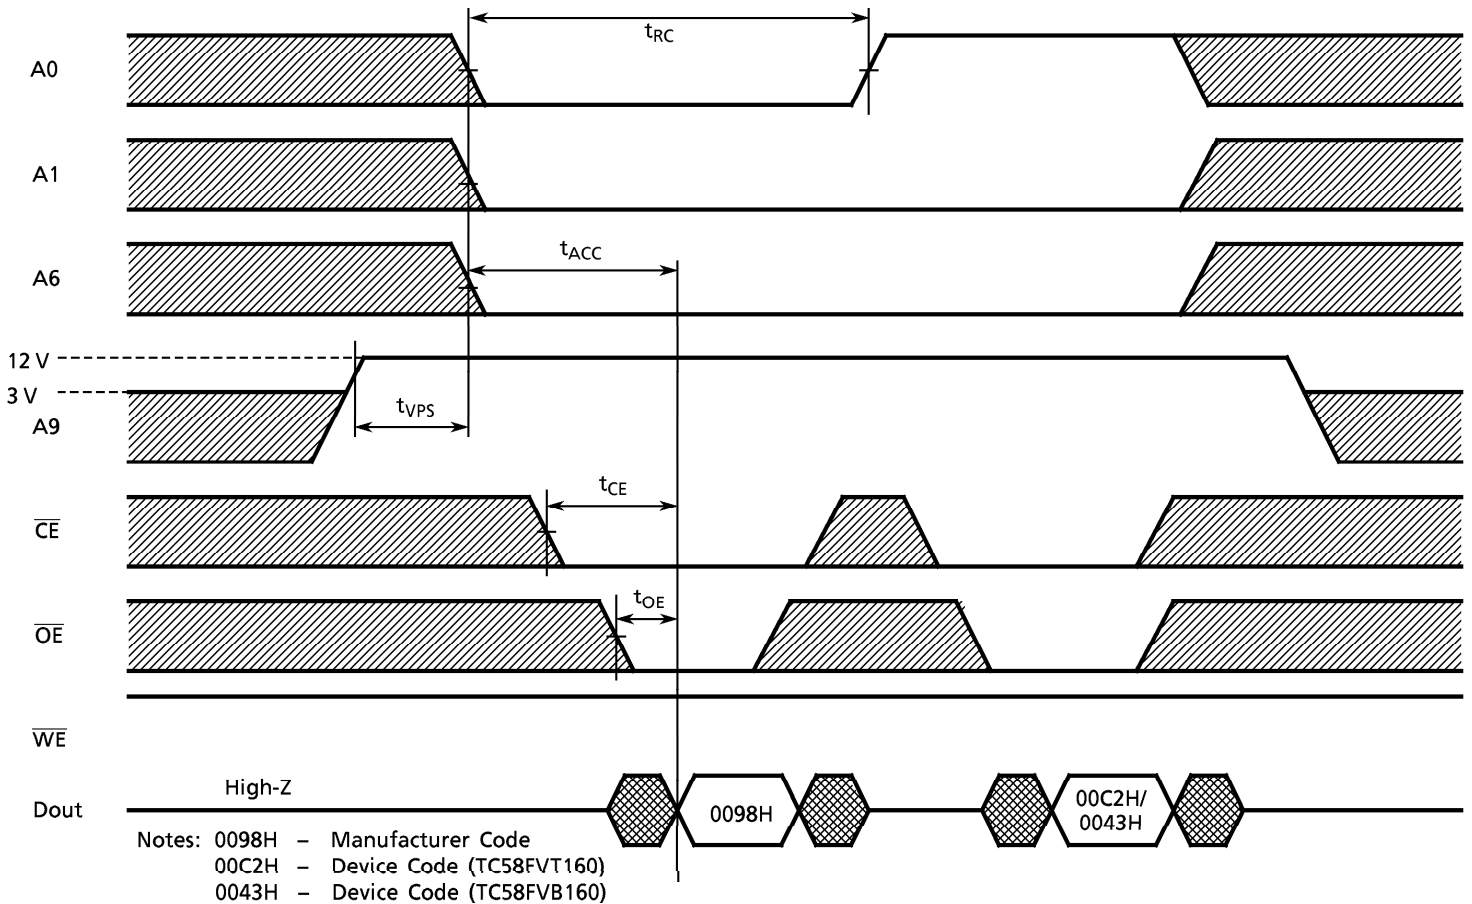 tRC
A0
A1
tACC
A6
12 V
3 V
tVPS
A9
tCE
CE
tOE
OE
WE
High-Z
Dout
0098H
00C2H/
0043H
Notes: 0098H – Manufacturer Code
00C2H – Device Code (TC58FVT160)
0043H – Device Code (TC58FVB160)